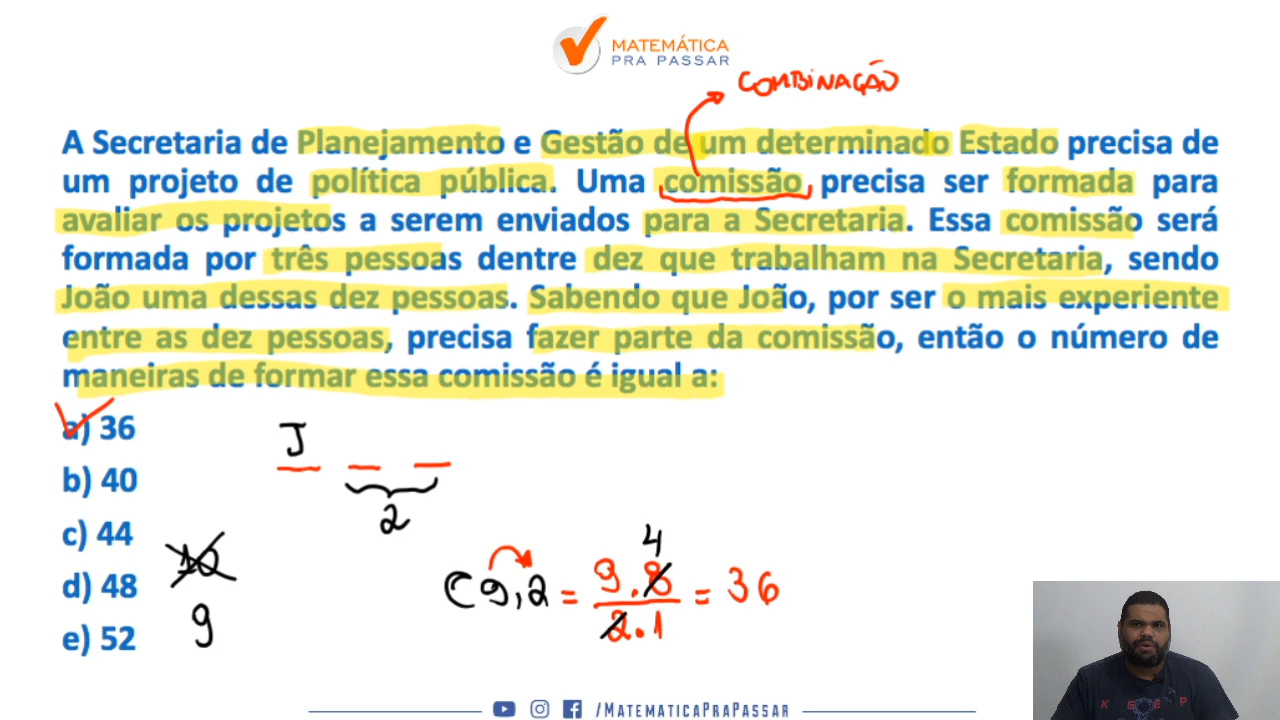 MATEMÁTICA
PRA PASSAR
COMBINAÇÃO
A Secretaria de Planejamento e Gestão de um determinado Estado precisa de
um projeto de política pública. Uma comissão precisa ser formada para
avaliar os projetos a serem enviados para a Secretaria. Essa comissão será
formada por três pessoas dentre dez que trabalham na Secretaria, sendo
João uma dessas dez pessoas. Sabendo que João, por ser o mais experiente
entre as dez pessoas, precisa fazer parte da comissão, então o número de
maneiras de formar essa comissão é igual a:
a) 36
b) 40
c) 44
d) 48
e) 52
J
2
10
9
4
C9,2 = 9.8 / 2.1 = 36
KEEP
/MATEMATICAPRAPASSAR